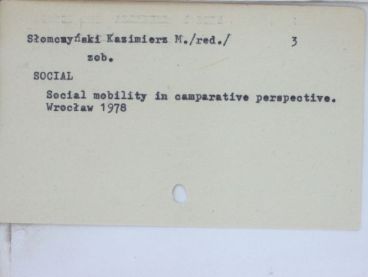 Słomczyński Kazimierz M./red./ 3
zob.
SOCIAL
Social mobility in camparative perspective.
Wrocław 1978